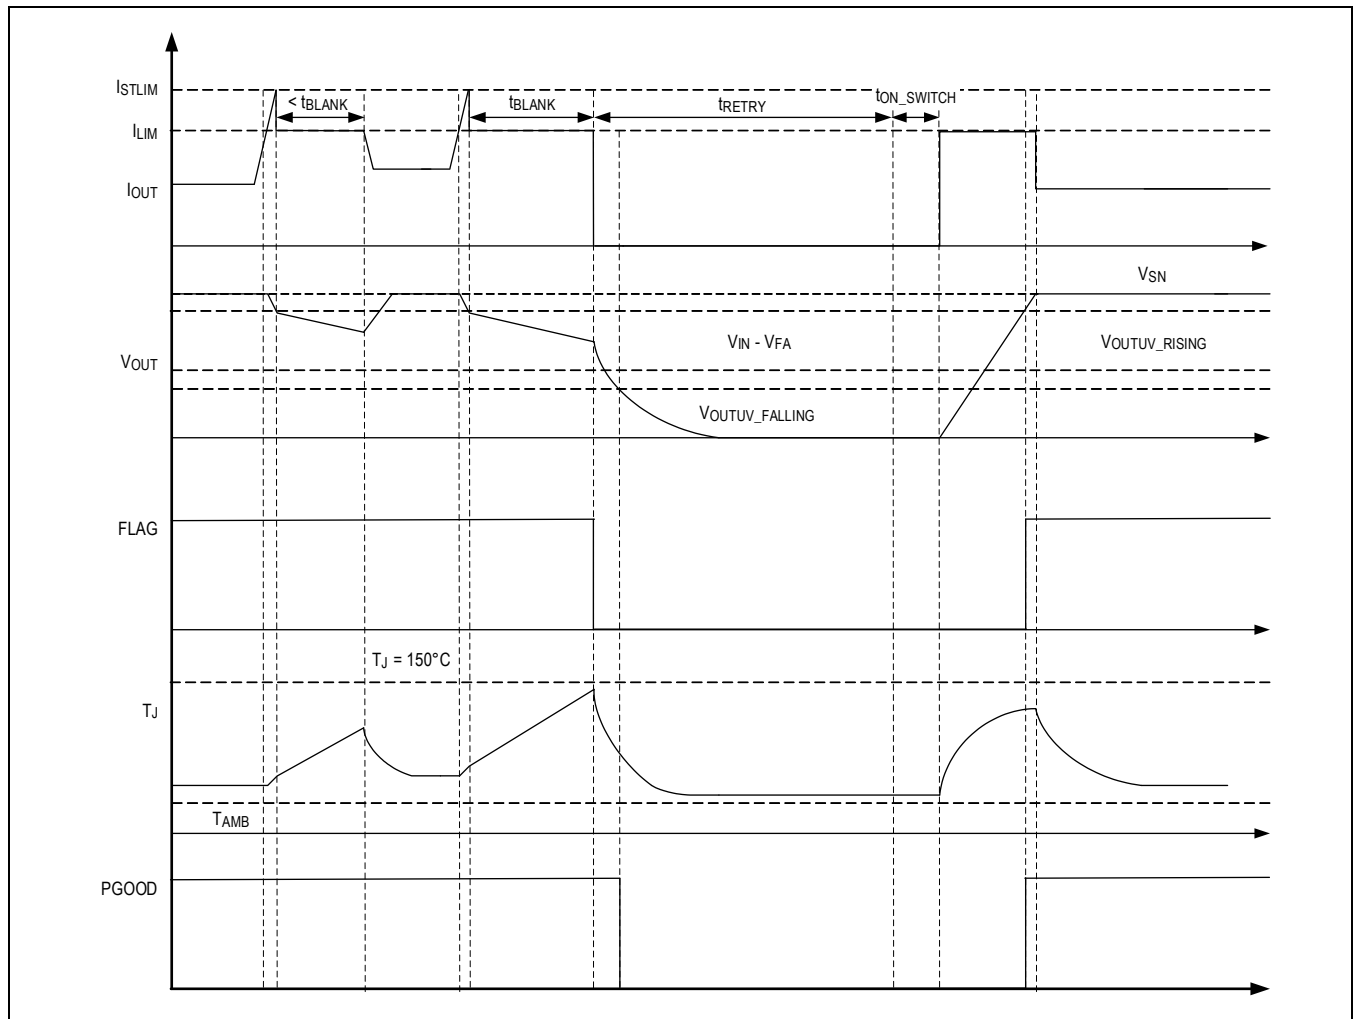 ISTLIM
< tBLANK
tBLANK
tRETRY
tON_SWITCH
ILIM
IOUT
VSN
VOUT
VIN - VFA
VOUTUV_RISING
VOUTUV_FALLING
FLAG
TJ = 150°C
TJ
TAMB
PGOOD